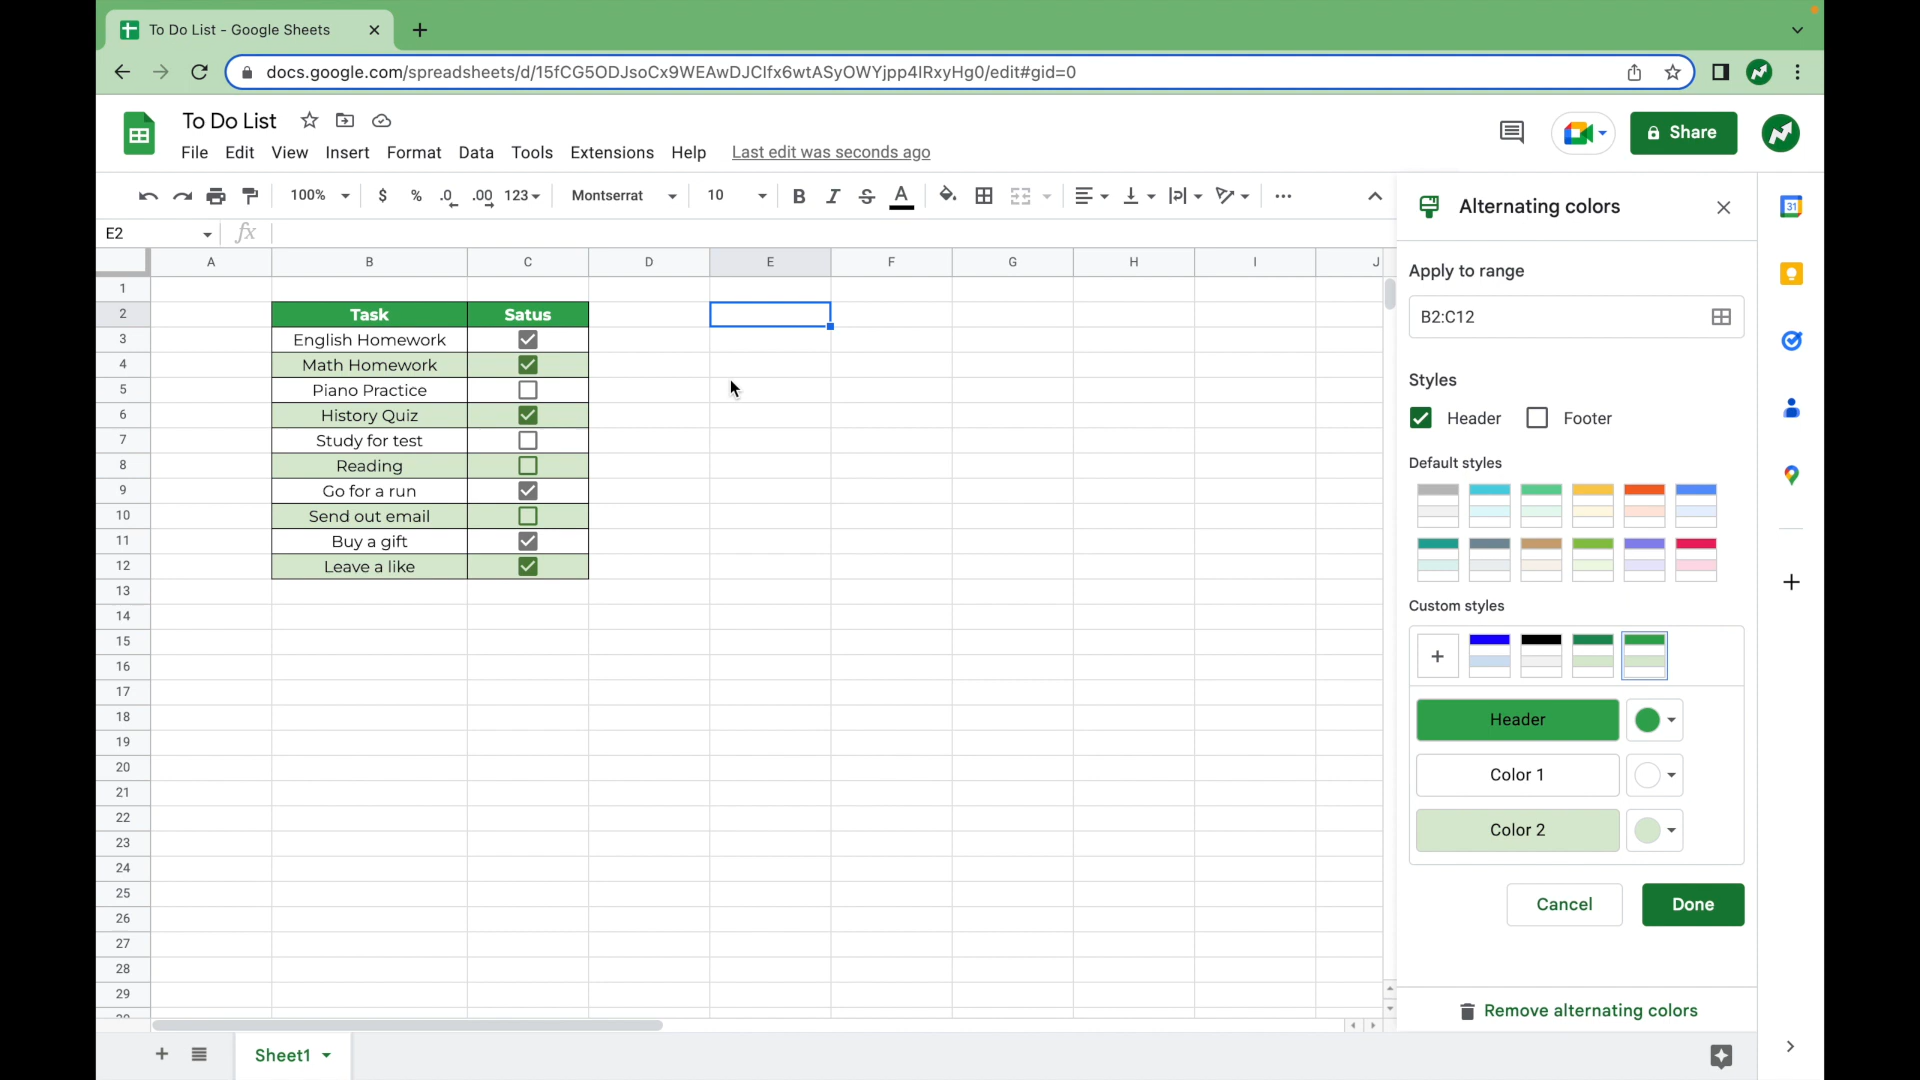 To Do List - Google Sheets
docs.google.com/spreadsheets/d/15fCG5ODJsoCx9WEAwDJCIfx6wtASyOWYjpp4IRxyHg0/edit#gid=0
To Do List
File Edit View Insert Format Data Tools Extensions Help Last edit was seconds ago
Share
100% $ % .0 .00 123 Montserrat 10 B I S A
E2 fx
A B C D E F G H I J
1
2 Task Satus
3 English Homework
4 Math Homework
5 Piano Practice
6 History Quiz
7 Study for test
8 Reading
9 Go for a run
10 Send out email
11 Buy a gift
12 Leave a like
13
14
15
16
17
18
19
20
21
22
23
24
25
26
27
28
29
Sheet1
Alternating colors
Apply to range
B2:C12
Styles
Header Footer
Default styles
Custom styles
Header
Color 1
Color 2
Cancel Done
Remove alternating colors
31